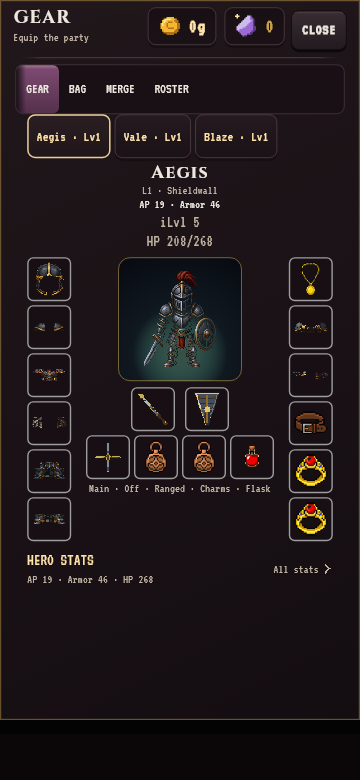 GEAR
Equip the party
0g
0
CLOSE
GEAR
BAG
MERGE
ROSTER
Aegis · Lv1
Vale · Lv1
Blaze · Lv1
AEGIS
L1 · Shieldwall
AP 19 · Armor 46
iLvl 5
HP 208/268
Main · Off · Ranged · Charms · Flask
HERO STATS
AP 19 · Armor 46 · HP 268
All stats >